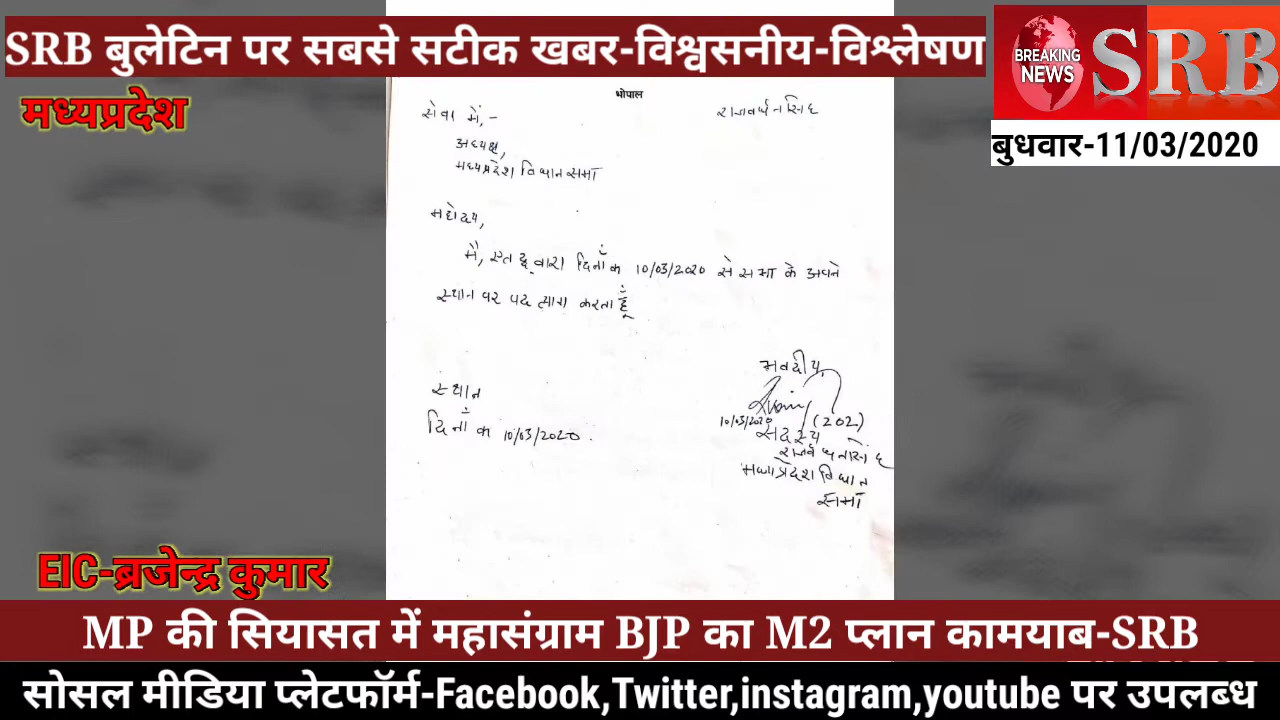 SRB बुलेटिन पर सबसे सटीक खबर-विश्वसनीय-विश्लेषण
BREAKING NEWS
SRB
मध्यप्रदेश
बुधवार-11/03/2020
भोपाल
सेवा में,-
राजवर्धनसिंह
अध्यक्ष,
मध्यप्रदेश विधानसभा
महोदय,
मैं, एतद् द्वारा दिनाँक 10/03/2020 से सभा के अपने
स्थान पर पद त्याग करता हूँ
भवदीय,
स्थान
10/03/2020 (202)
दिनाँक 10/03/2020.
सदस्य
मध्यप्रदेश विधान
सभा
EIC-ब्रजेन्द्र कुमार
MP की सियासत में महासंग्राम BJP का M2 प्लान कामयाब-SRB
सोसल मीडिया प्लेटफॉर्म-Facebook,Twitter,instagram,youtube पर उपलब्ध